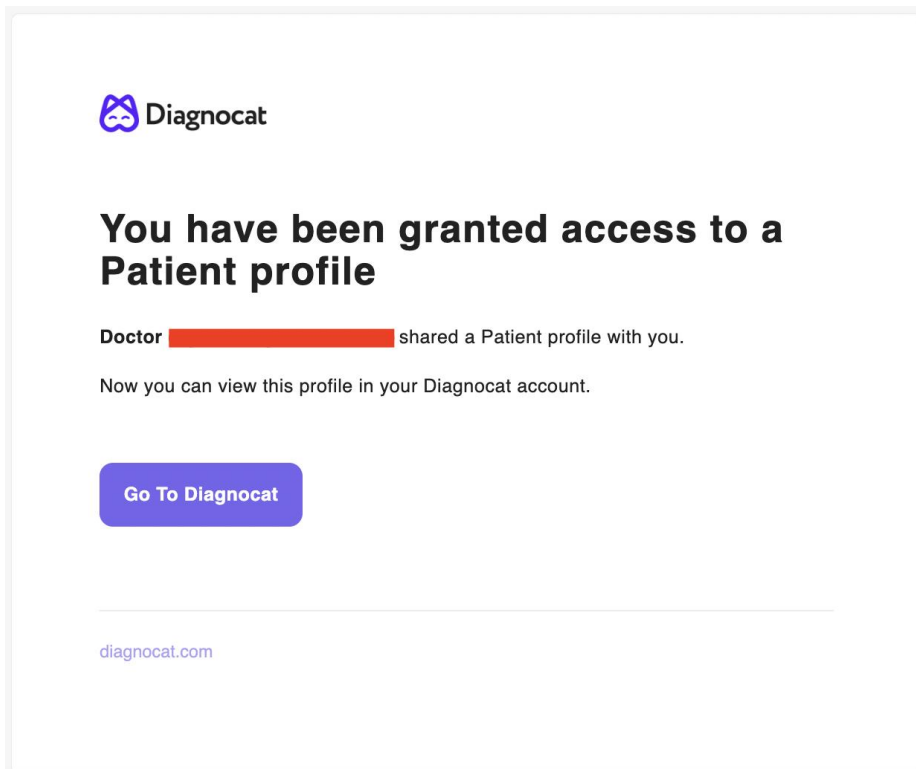 Diagnocat
You have been granted access to a
Patient profile
Doctor shared a Patient profile with you.
Now you can view this profile in your Diagnocat account.
Go To Diagnocat
diagnocat.com